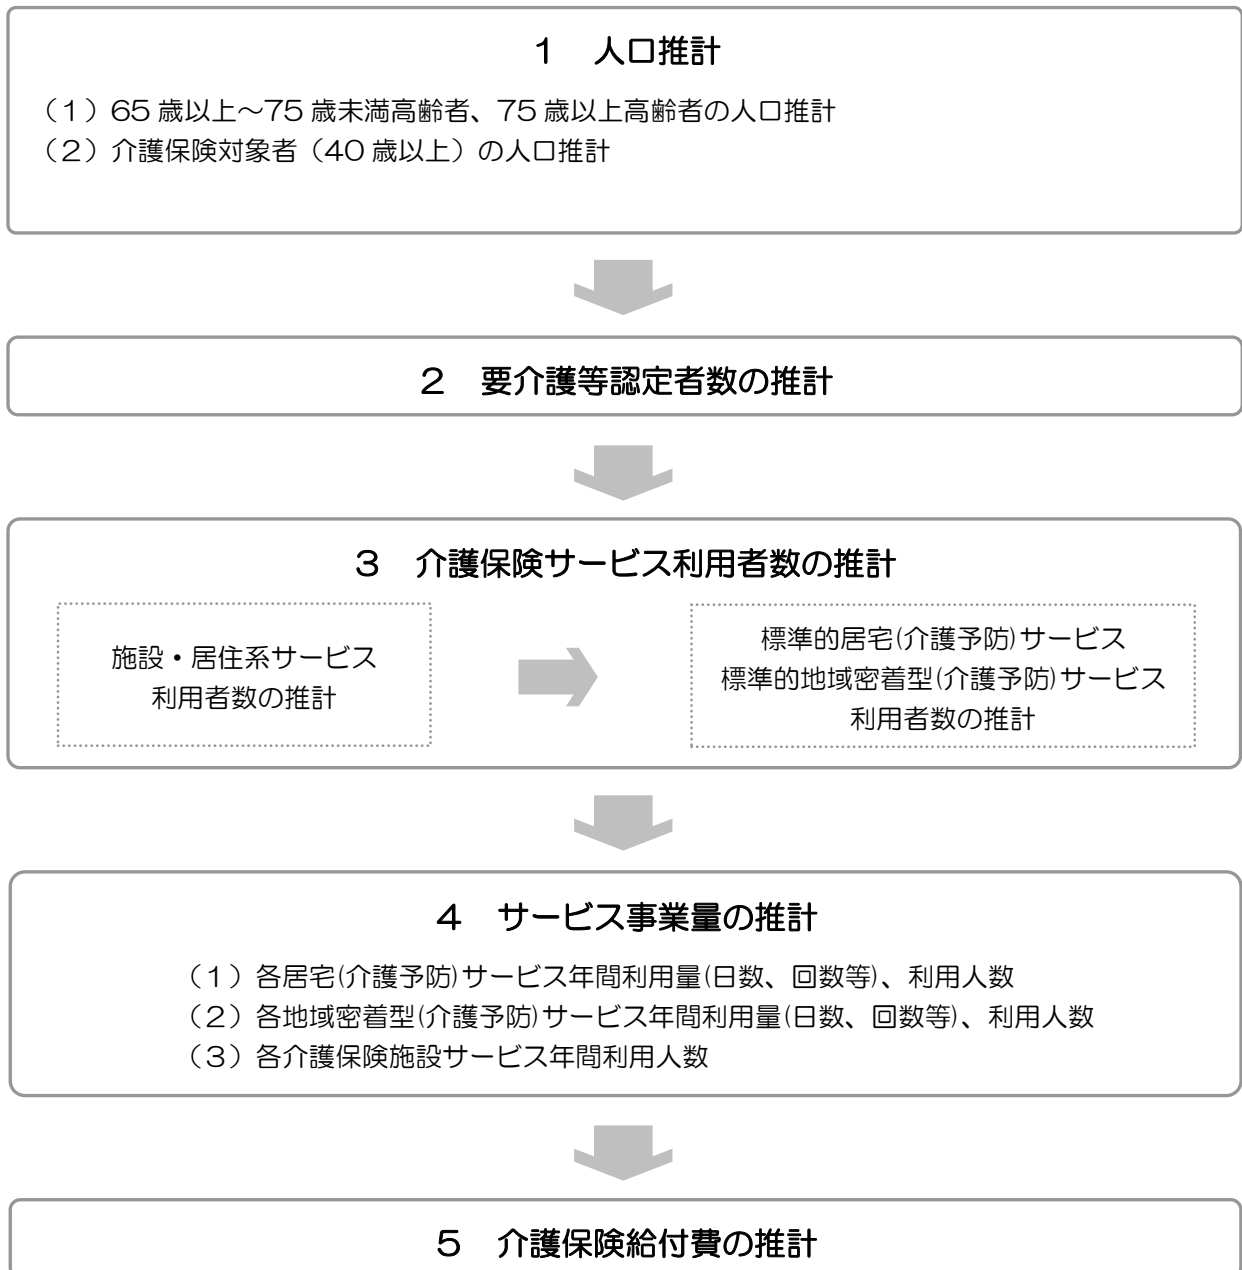 1　人口推計
（1）65 歳以上～75 歳未満高齢者、75 歳以上高齢者の人口推計
（2）介護保険対象者（40 歳以上）の人口推計
2　要介護等認定者数の推計
3　介護保険サービス利用者数の推計
施設・居住系サービス
利用者数の推計
標準的居宅(介護予防)サービス
標準的地域密着型(介護予防)サービス
利用者数の推計
4　サービス事業量の推計
（1）各居宅(介護予防)サービス年間利用量(日数、回数等)、利用人数
（2）各地域密着型(介護予防)サービス年間利用量(日数、回数等)、利用人数
（3）各介護保険施設サービス年間利用人数
5　介護保険給付費の推計